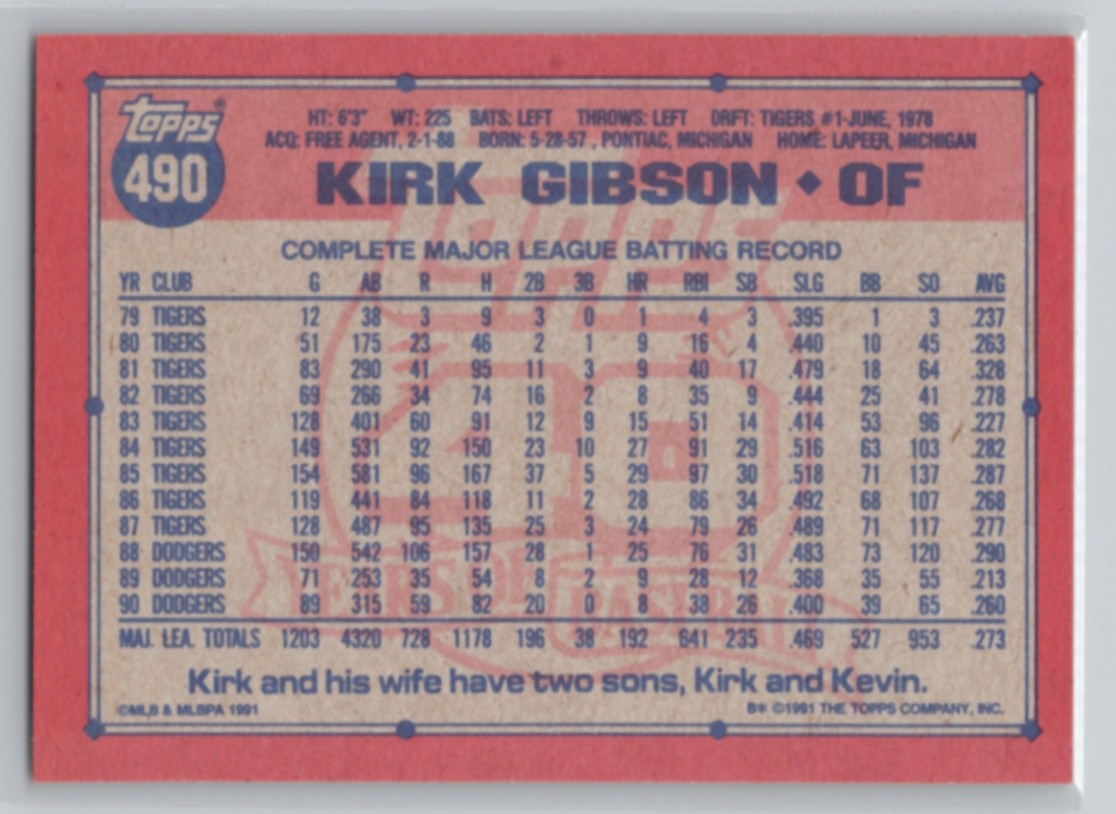 Topps®
490
HT: 6'3" WT: 225 BATS: LEFT THROWS: LEFT DRFT: TIGERS #1-JUNE, 1978
ACQ: FREE AGENT, 2-1-88 BORN: 5-28-57 , PONTIAC, MICHIGAN HOME: LAPEER, MICHIGAN
KIRK GIBSON ◆ OF
COMPLETE MAJOR LEAGUE BATTING RECORD
YR CLUB G AB R H 2B 3B HR RBI SB SLG BB SO AVG
79 TIGERS 12 38 3 9 3 0 1 4 3 .395 1 3 .237
80 TIGERS 51 175 23 46 2 1 9 16 4 .440 10 45 .263
81 TIGERS 83 290 41 95 11 3 9 40 17 .479 18 64 .328
82 TIGERS 69 266 34 74 16 2 8 35 9 .444 25 41 .278
83 TIGERS 128 401 60 91 12 9 15 51 14 .414 53 96 .227
84 TIGERS 149 531 92 150 23 10 27 91 29 .516 63 103 .282
85 TIGERS 154 581 96 167 37 5 29 97 30 .518 71 137 .287
86 TIGERS 119 441 84 118 11 2 28 86 34 .492 68 107 .268
87 TIGERS 128 487 95 135 25 3 24 79 26 .489 71 117 .277
88 DODGERS 150 542 106 157 28 1 25 76 31 .483 73 120 .290
89 DODGERS 71 253 35 54 8 2 9 28 12 .368 35 55 .213
90 DODGERS 89 315 59 82 20 0 8 38 26 .400 39 65 .260
MAJ. LEA. TOTALS 1203 4320 728 1178 196 38 192 641 235 .469 527 953 .273
Topps
40
YEARS OF BASEBALL
Kirk and his wife have two sons, Kirk and Kevin.
©MLB & MLBPA 1991 B* ©1991 THE TOPPS COMPANY, INC.